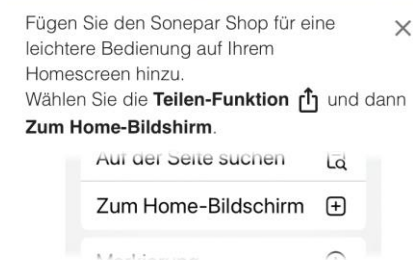 Fügen Sie den Sonepar Shop für eine
leichtere Bedienung auf Ihrem
Homescreen hinzu.
Wählen Sie die Teilen-Funktion und dann
Zum Home-Bildshirm.
Auf der Seite suchen
Zum Home-Bildschirm
Markierung